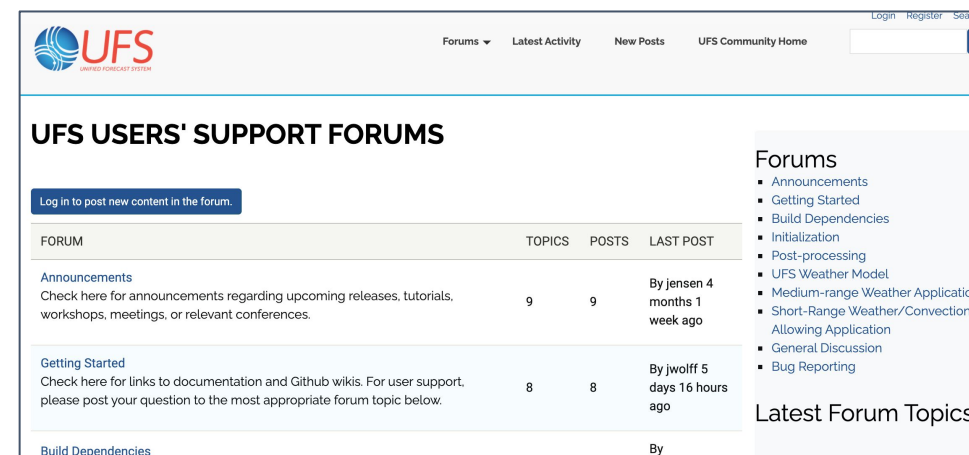 Login Register
UFS
UNIFIED FORECAST SYSTEM
Forums Latest Activity New Posts UFS Community Home
UFS USERS' SUPPORT FORUMS
Log in to post new content in the forum.
FORUM TOPICS POSTS LAST POST
Announcements
Check here for announcements regarding upcoming releases, tutorials,
workshops, meetings, or relevant conferences.
9 9
By jensen 4
months 1
week ago
Getting Started
Check here for links to documentation and Github wikis. For user support,
please post your question to the most appropriate forum topic below.
8 8
By jwolff 5
days 16 hours
ago
Build Dependencies
By
Forums
Announcements
Getting Started
Build Dependencies
Initialization
Post-processing
UFS Weather Model
Medium-range Weather
Short-Range Weather/Convection
Allowing Application
General Discussion
Bug Reporting
Latest Forum Topics